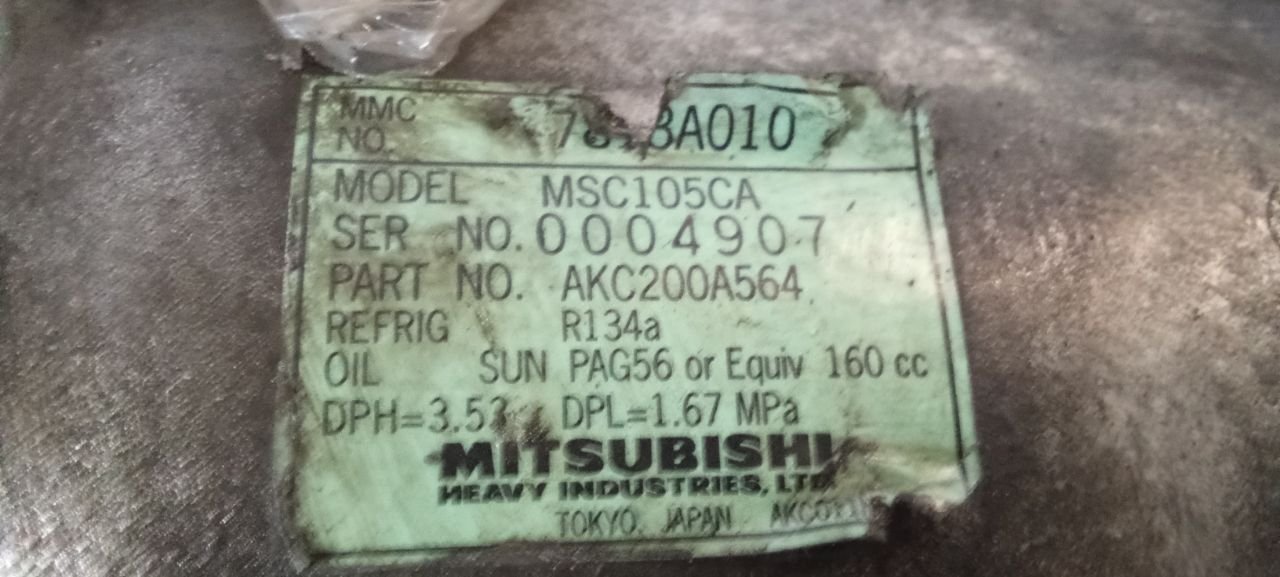 MMC
NO.
MODEL MSC105CA
SER NO. 0004907
PART NO. AKC200A564
REFRIG R134a
OIL SUN PAG56 or Equiv 160 cc
DPL=1.67 MPa
MITSUBISHI
HEAVY INDUSTRIES, LTD
TOKYO, JAPAN